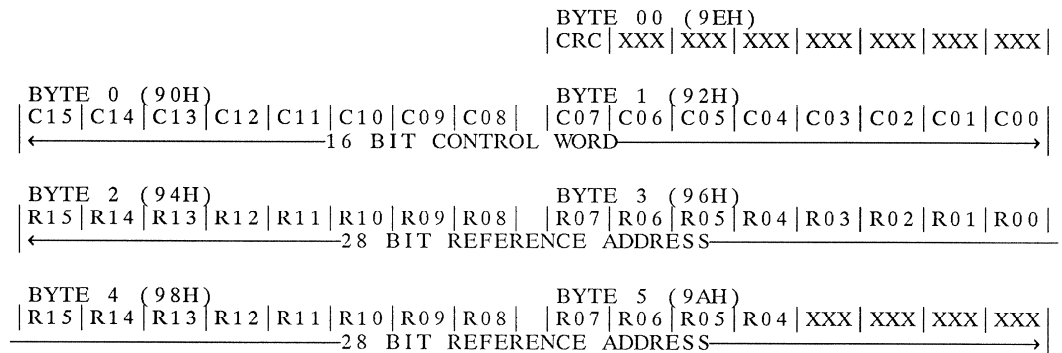 BYTE 00 (9EH)
|CRC|XXX|XXX|XXX|XXX|XXX|XXX|XXX|
BYTE 0 (90H) BYTE 1 (92H)
|C15|C14|C13|C12|C11|C10|C09|C08| |C07|C06|C05|C04|C03|C02|C01|C00|
16 BIT CONTROL WORD
BYTE 2 (94H) BYTE 3 (96H)
|R15|R14|R13|R12|R11|R10|R09|R08| |R07|R06|R05|R04|R03|R02|R01|R00|
28 BIT REFERENCE ADDRESS
BYTE 4 (98H) BYTE 5 (9AH)
|R15|R14|R13|R12|R11|R10|R09|R08| |R07|R06|R05|R04|XXX|XXX|XXX|XXX|
28 BIT REFERENCE ADDRESS